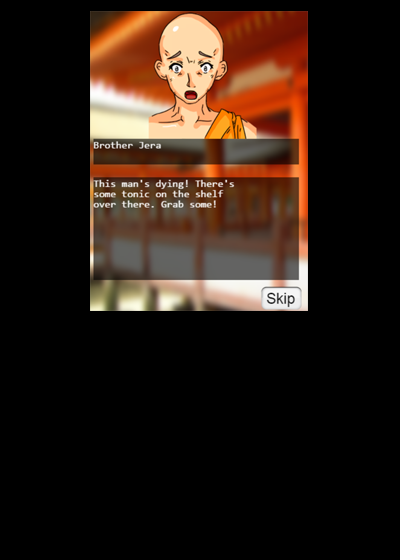 Brother Jera
This man's dying! There's
some tonic on the shelf
over there. Grab some!
Skip